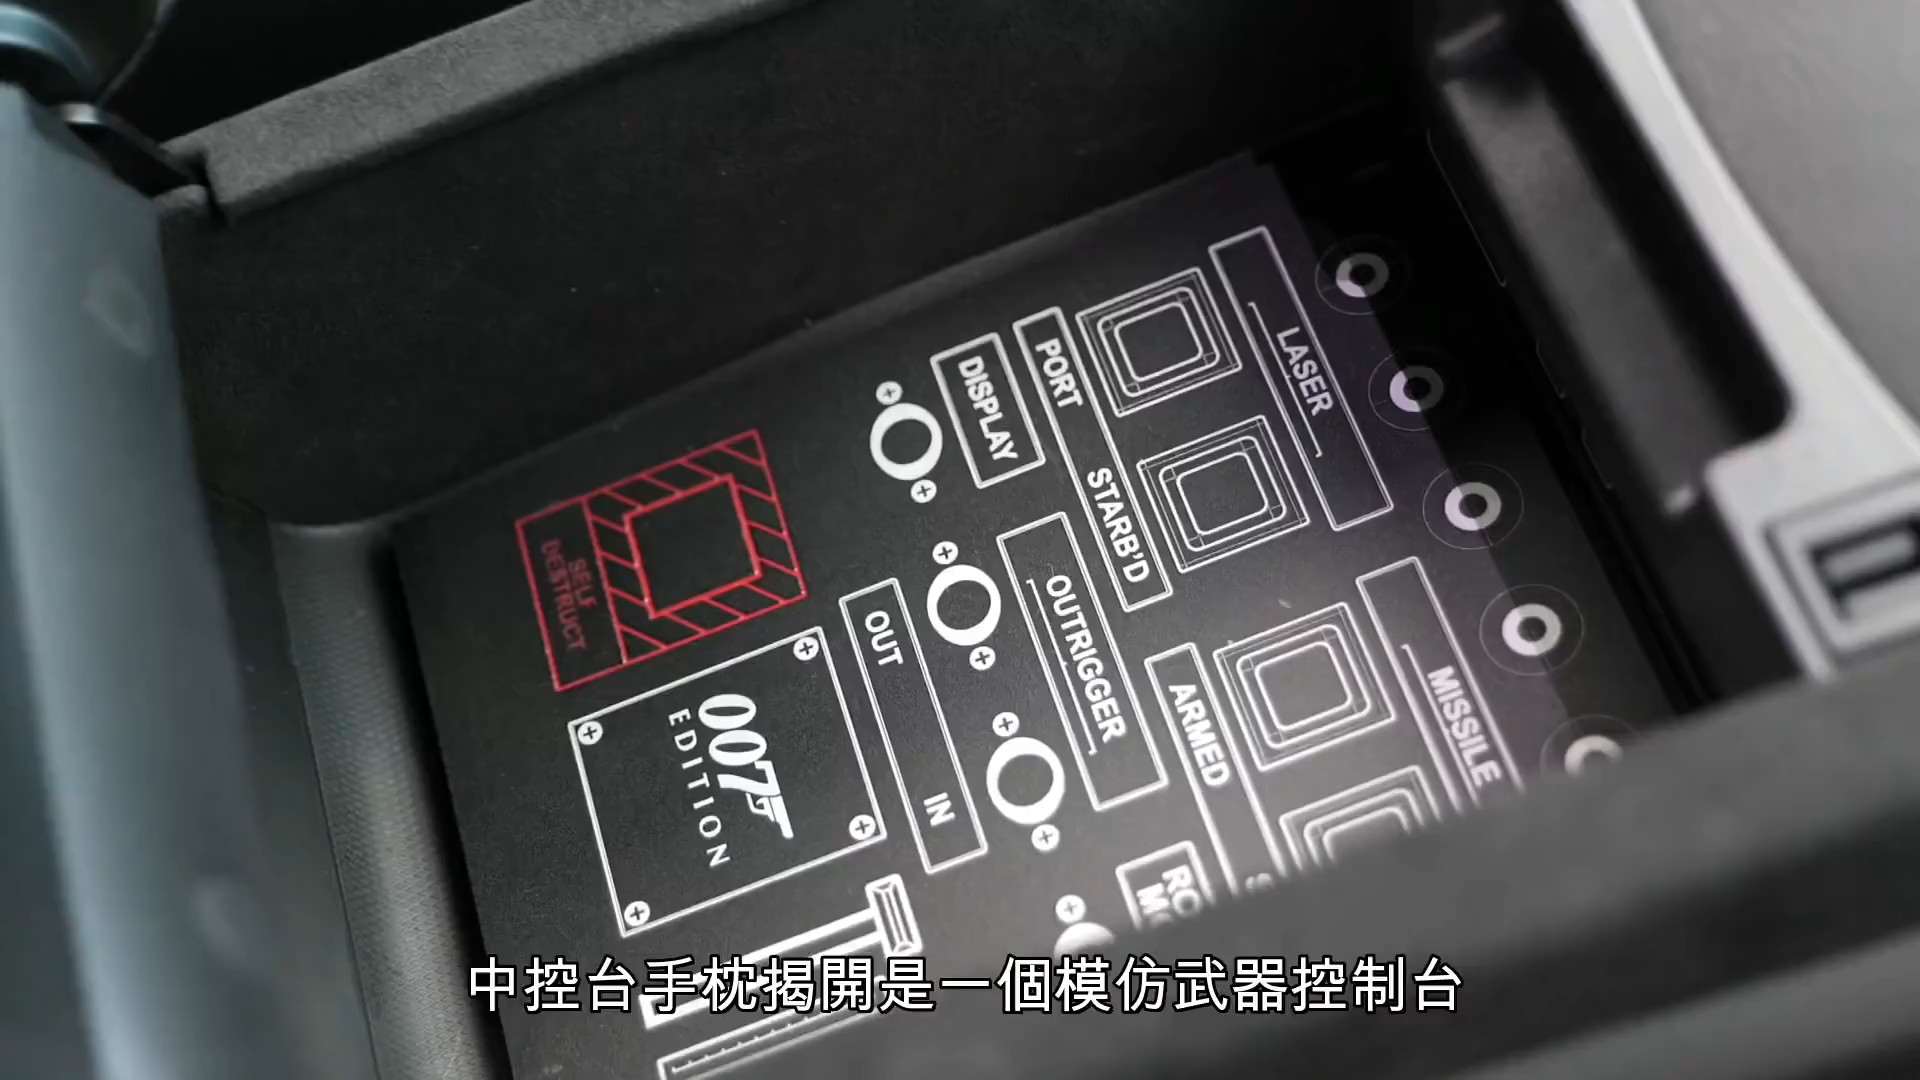 LASER
PORT
STARB'D
DISPLAY
MISSILE
ARMED
OUTRIGGER
OUT
IN
SELF
DESTRUCT
007
EDITION
中控台手枕揭開是一個模仿武器控制台